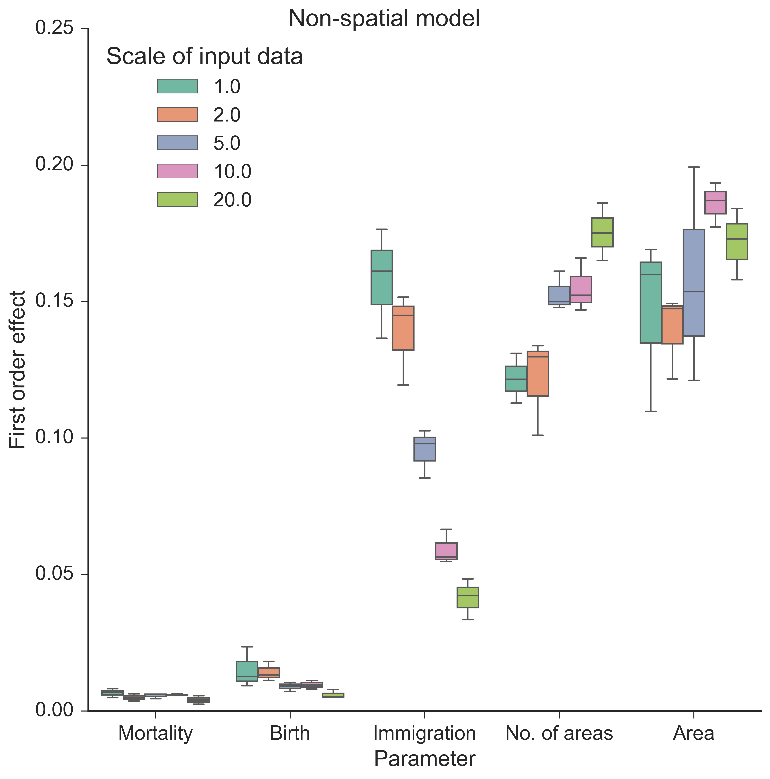 Non-spatial model
0.25
Scale of input data
1.0
2.0
5.0
10.0
20.0
0.20
0.15
0.10
0.05
0.00
First order effect
Mortality Birth Immigration No. of areas Area
Parameter